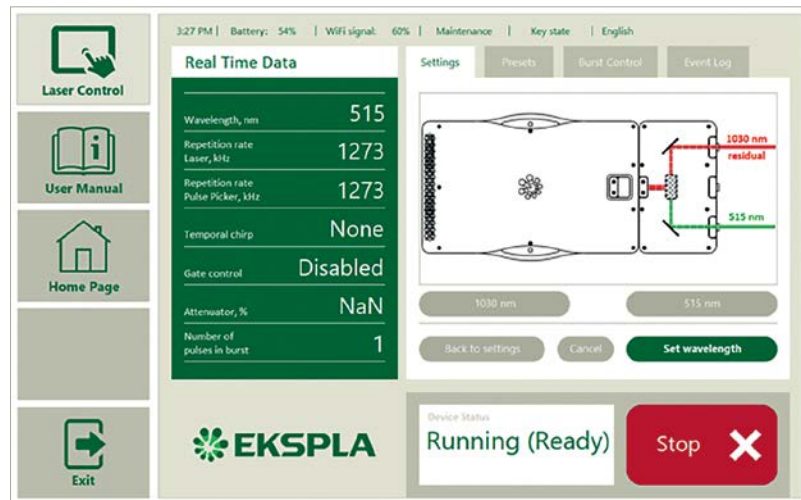 3:27 PM | Battery: 54% | WiFi signal: 60% | Maintenance | Key state | English
Laser Control
User Manual
Home Page
Exit
Real Time Data
Wavelength, nm 515
Repetition rate
Laser, kHz 1273
Repetition rate
Pulse Picker, kHz 1273
Temporal chirp None
Gate control Disabled
Attenuator, % NaN
Number of
pulses in burst 1
EKSPLA
Settings Presets Burst Control Event Log
1030 nm
residual
515 nm
1030 nm 515 nm
Back to settings Cancel Set wavelength
Device Status
Running (Ready)
Stop